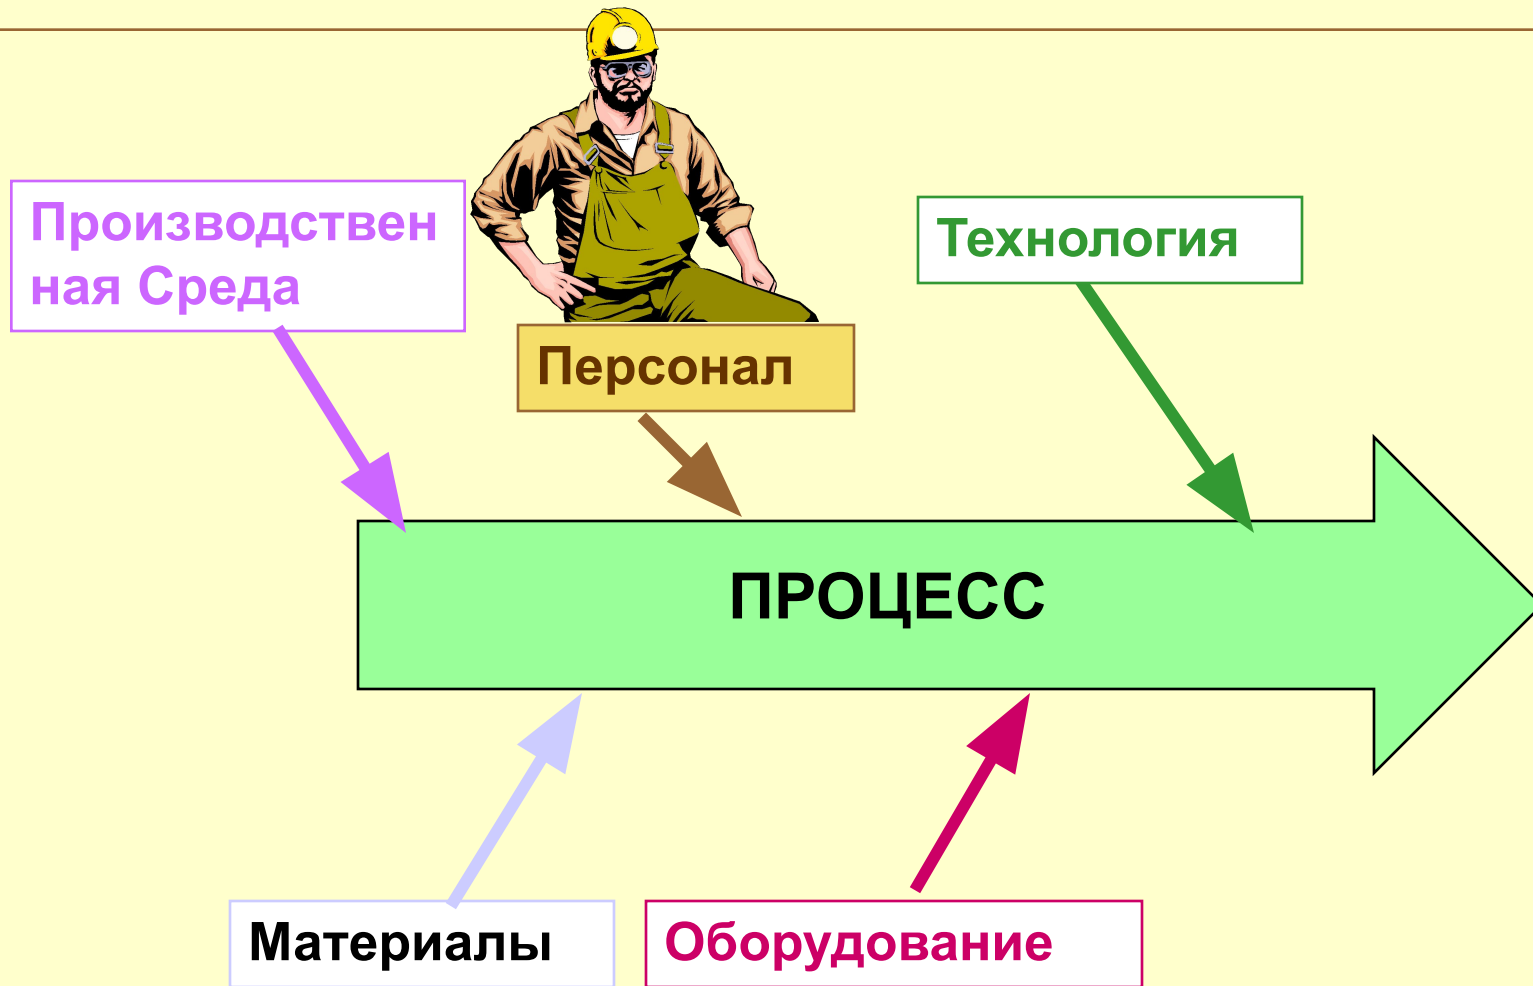 Производствен
ная Среда
Технология
Персонал
ПРОЦЕСС
Материалы
Оборудование